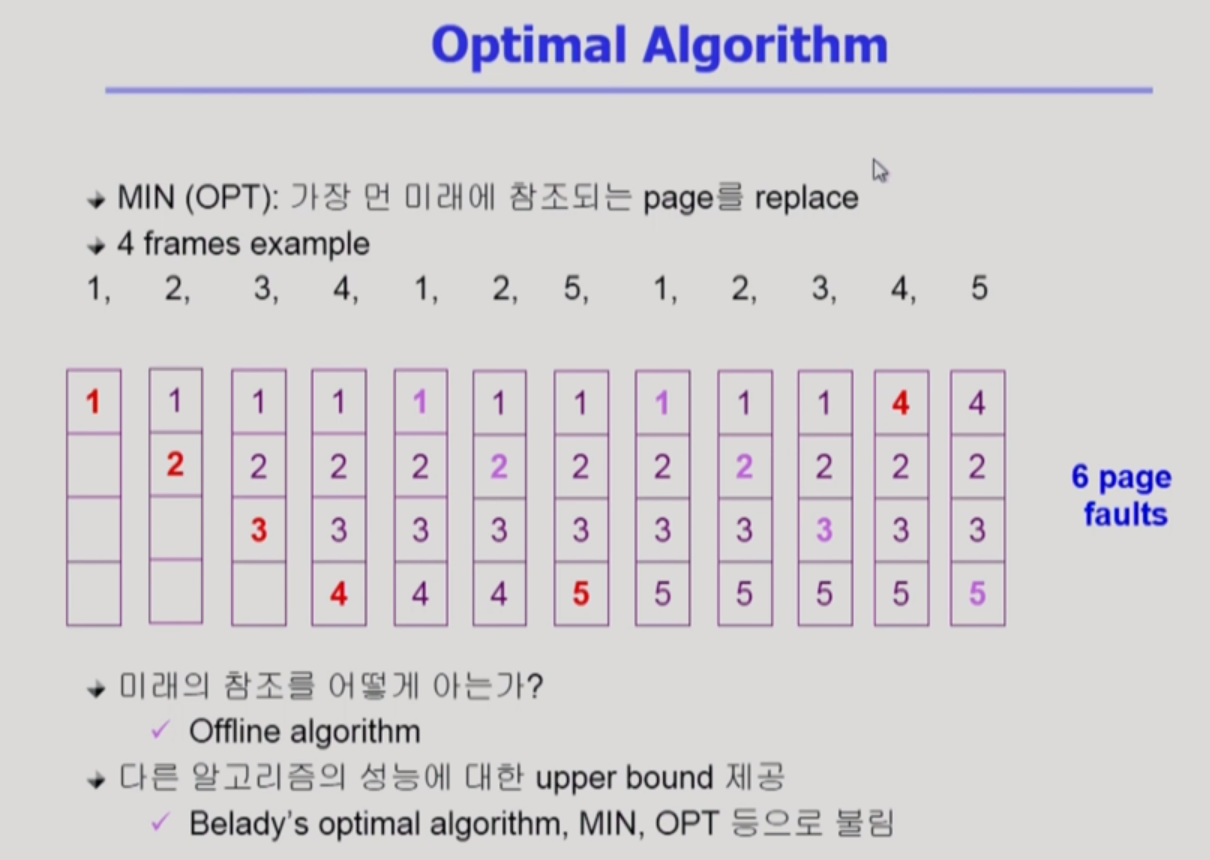 Optimal Algorithm
MIN (OPT): 가장 먼 미래에 참조되는 page를 replace
4 frames example
1, 2, 3, 4, 1, 2, 5, 1, 2, 3, 4, 5
1 1 1 1 1 1 1 1 1 1 4 4
2 2 2 2 2 2 2 2 2 2 2
3 3 3 3 3 3 3 3 3 3
4 4 4 5 5 5 5 5 5
6 page
faults
미래의 참조를 어떻게 아는가?
Offline algorithm
다른 알고리즘의 성능에 대한 upper bound 제공
Belady's optimal algorithm, MIN, OPT 등으로 불림